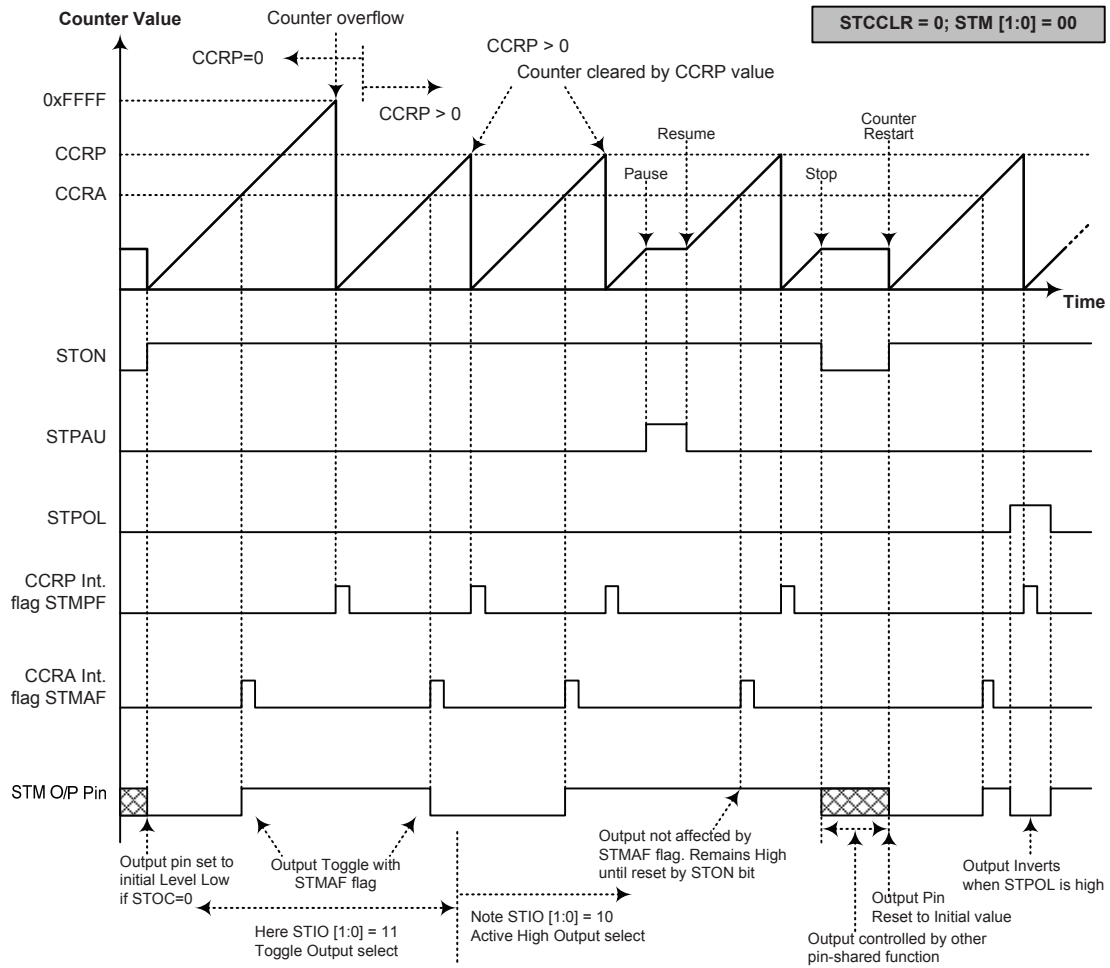 Counter Value
Counter overflow
STCCLR = 0; STM [1:0] = 00
CCRP=0
CCRP > 0
CCRP > 0
Counter cleared by CCRP value
0xFFFF
CCRP
CCRA
Pause
Resume
Stop
Counter
Restart
Time
STON
STPAU
STPOL
CCRP Int.
flag STMPF
CCRA Int.
flag STMAF
STM O/P Pin
Output pin set to
initial Level Low
if STOC=0
Output Toggle with
STMAF flag
Here STIO [1:0] = 11
Toggle Output select
Note STIO [1:0] = 10
Active High Output select
Output not affected by
STMAF flag. Remains High
until reset by STON bit
Output Pin
Reset to Initial value
Output controlled by other
pin-shared function
Output Inverts
when STPOL is high